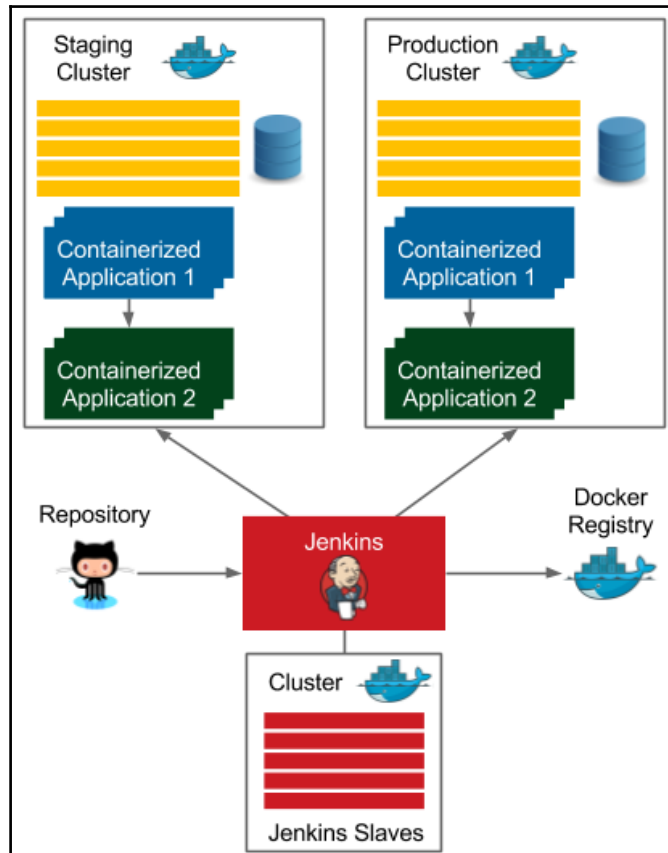 Staging
Cluster
Containerized
Application 1
Containerized
Application 2
Production
Cluster
Containerized
Application 1
Containerized
Application 2
Repository
Jenkins
Docker
Registry
Cluster
Jenkins Slaves